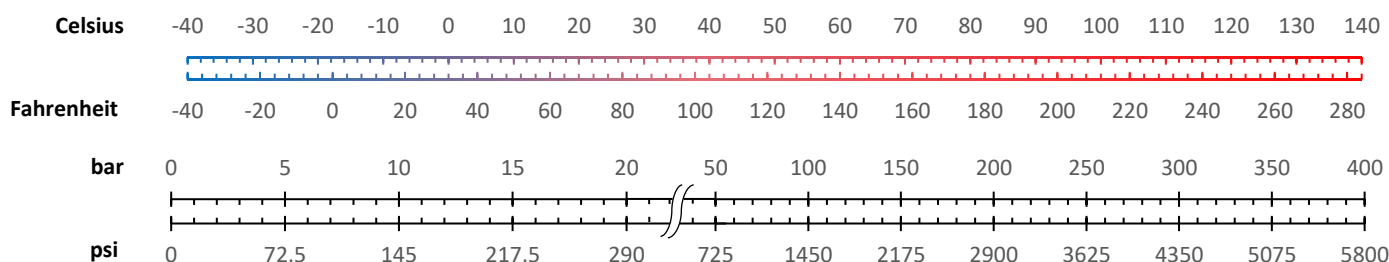 Celsius -40 -30 -20 -10 0 10 20 30 40 50 60 70 80 90 100 110 120 130 140
Fahrenheit -40 -20 0 20 40 60 80 100 120 140 160 180 200 220 240 260 280
bar 0 5 10 15 20 50 100 150 200 250 300 350 400
psi 0 72.5 145 217.5 290 725 1450 2175 2900 3625 4350 5075 5800